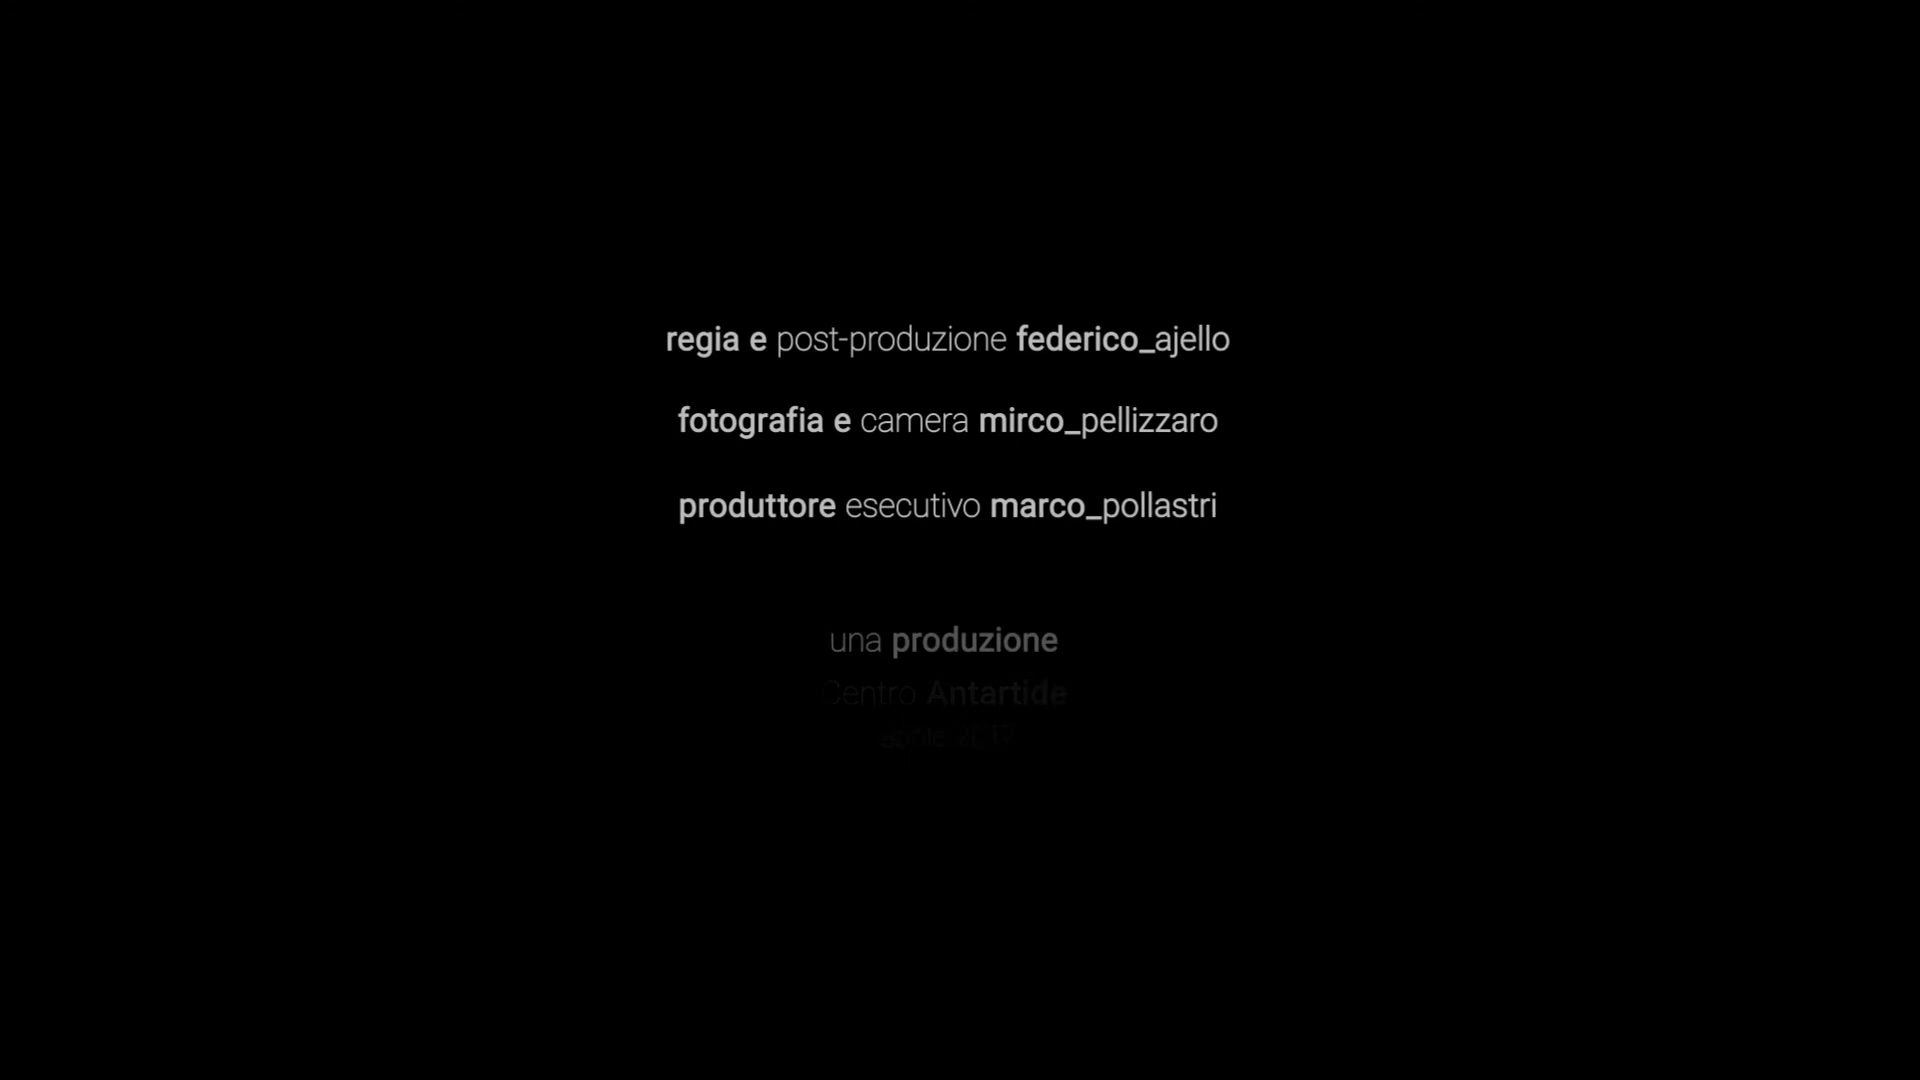 regia e post-produzione federico_ajello
fotografia e camera mirco_pellizzaro
produttore esecutivo marco_pollastri
una produzione
Centro Antartide